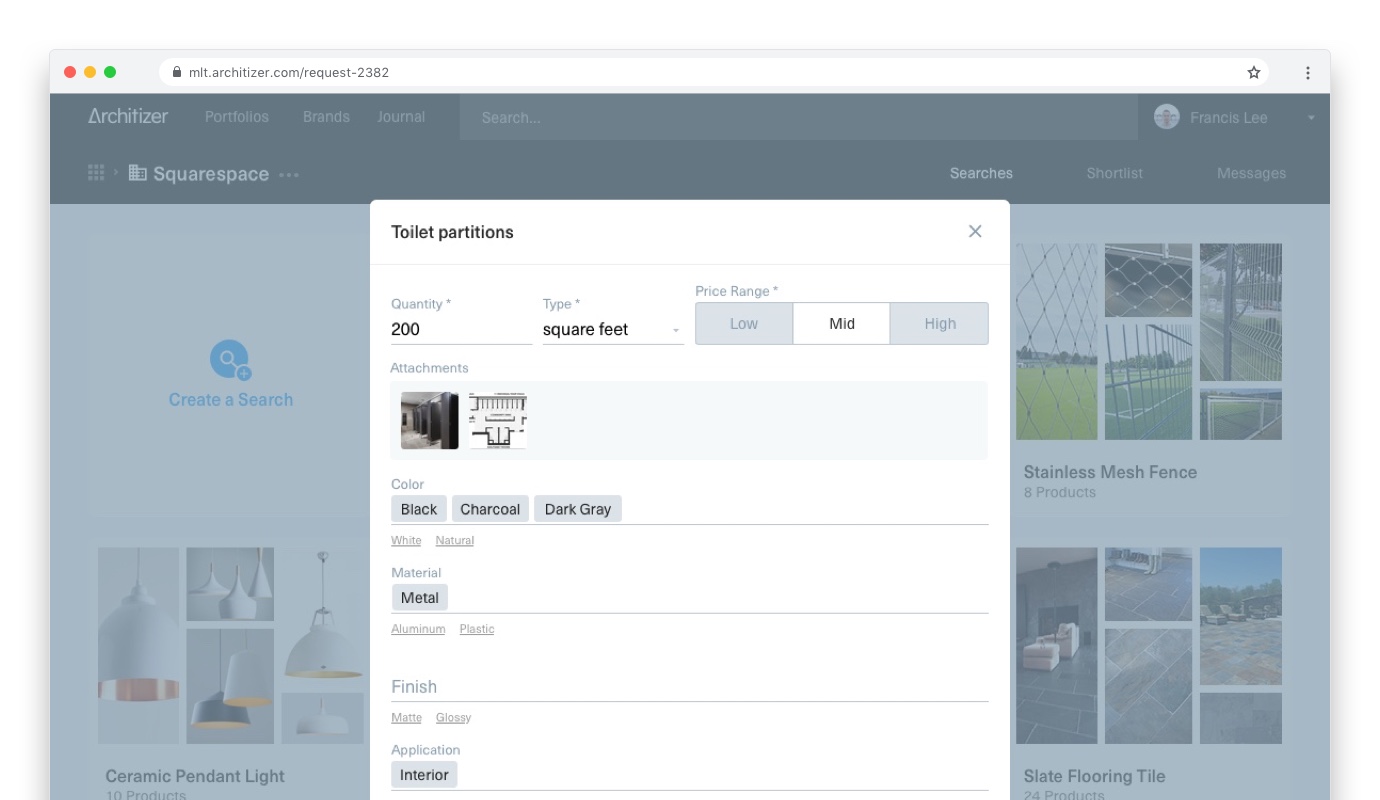 mlt.architizer.com/request-2382
Architizer
Portfolios
Brands
Journal
Search...
Francis Lee
Squarespace
Searches
Shortlist
Messages
Toilet partitions
Quantity *
Type *
Price Range *
200
square feet
Low
Mid
High
Attachments
Create a Search
Color
Black
Charcoal
Dark Gray
White
Natural
Material
Metal
Aluminum
Plastic
Finish
Matte
Glossy
Application
Interior
Stainless Mesh Fence
8 Products
Ceramic Pendant Light
10 Products
Slate Flooring Tile
24 Products